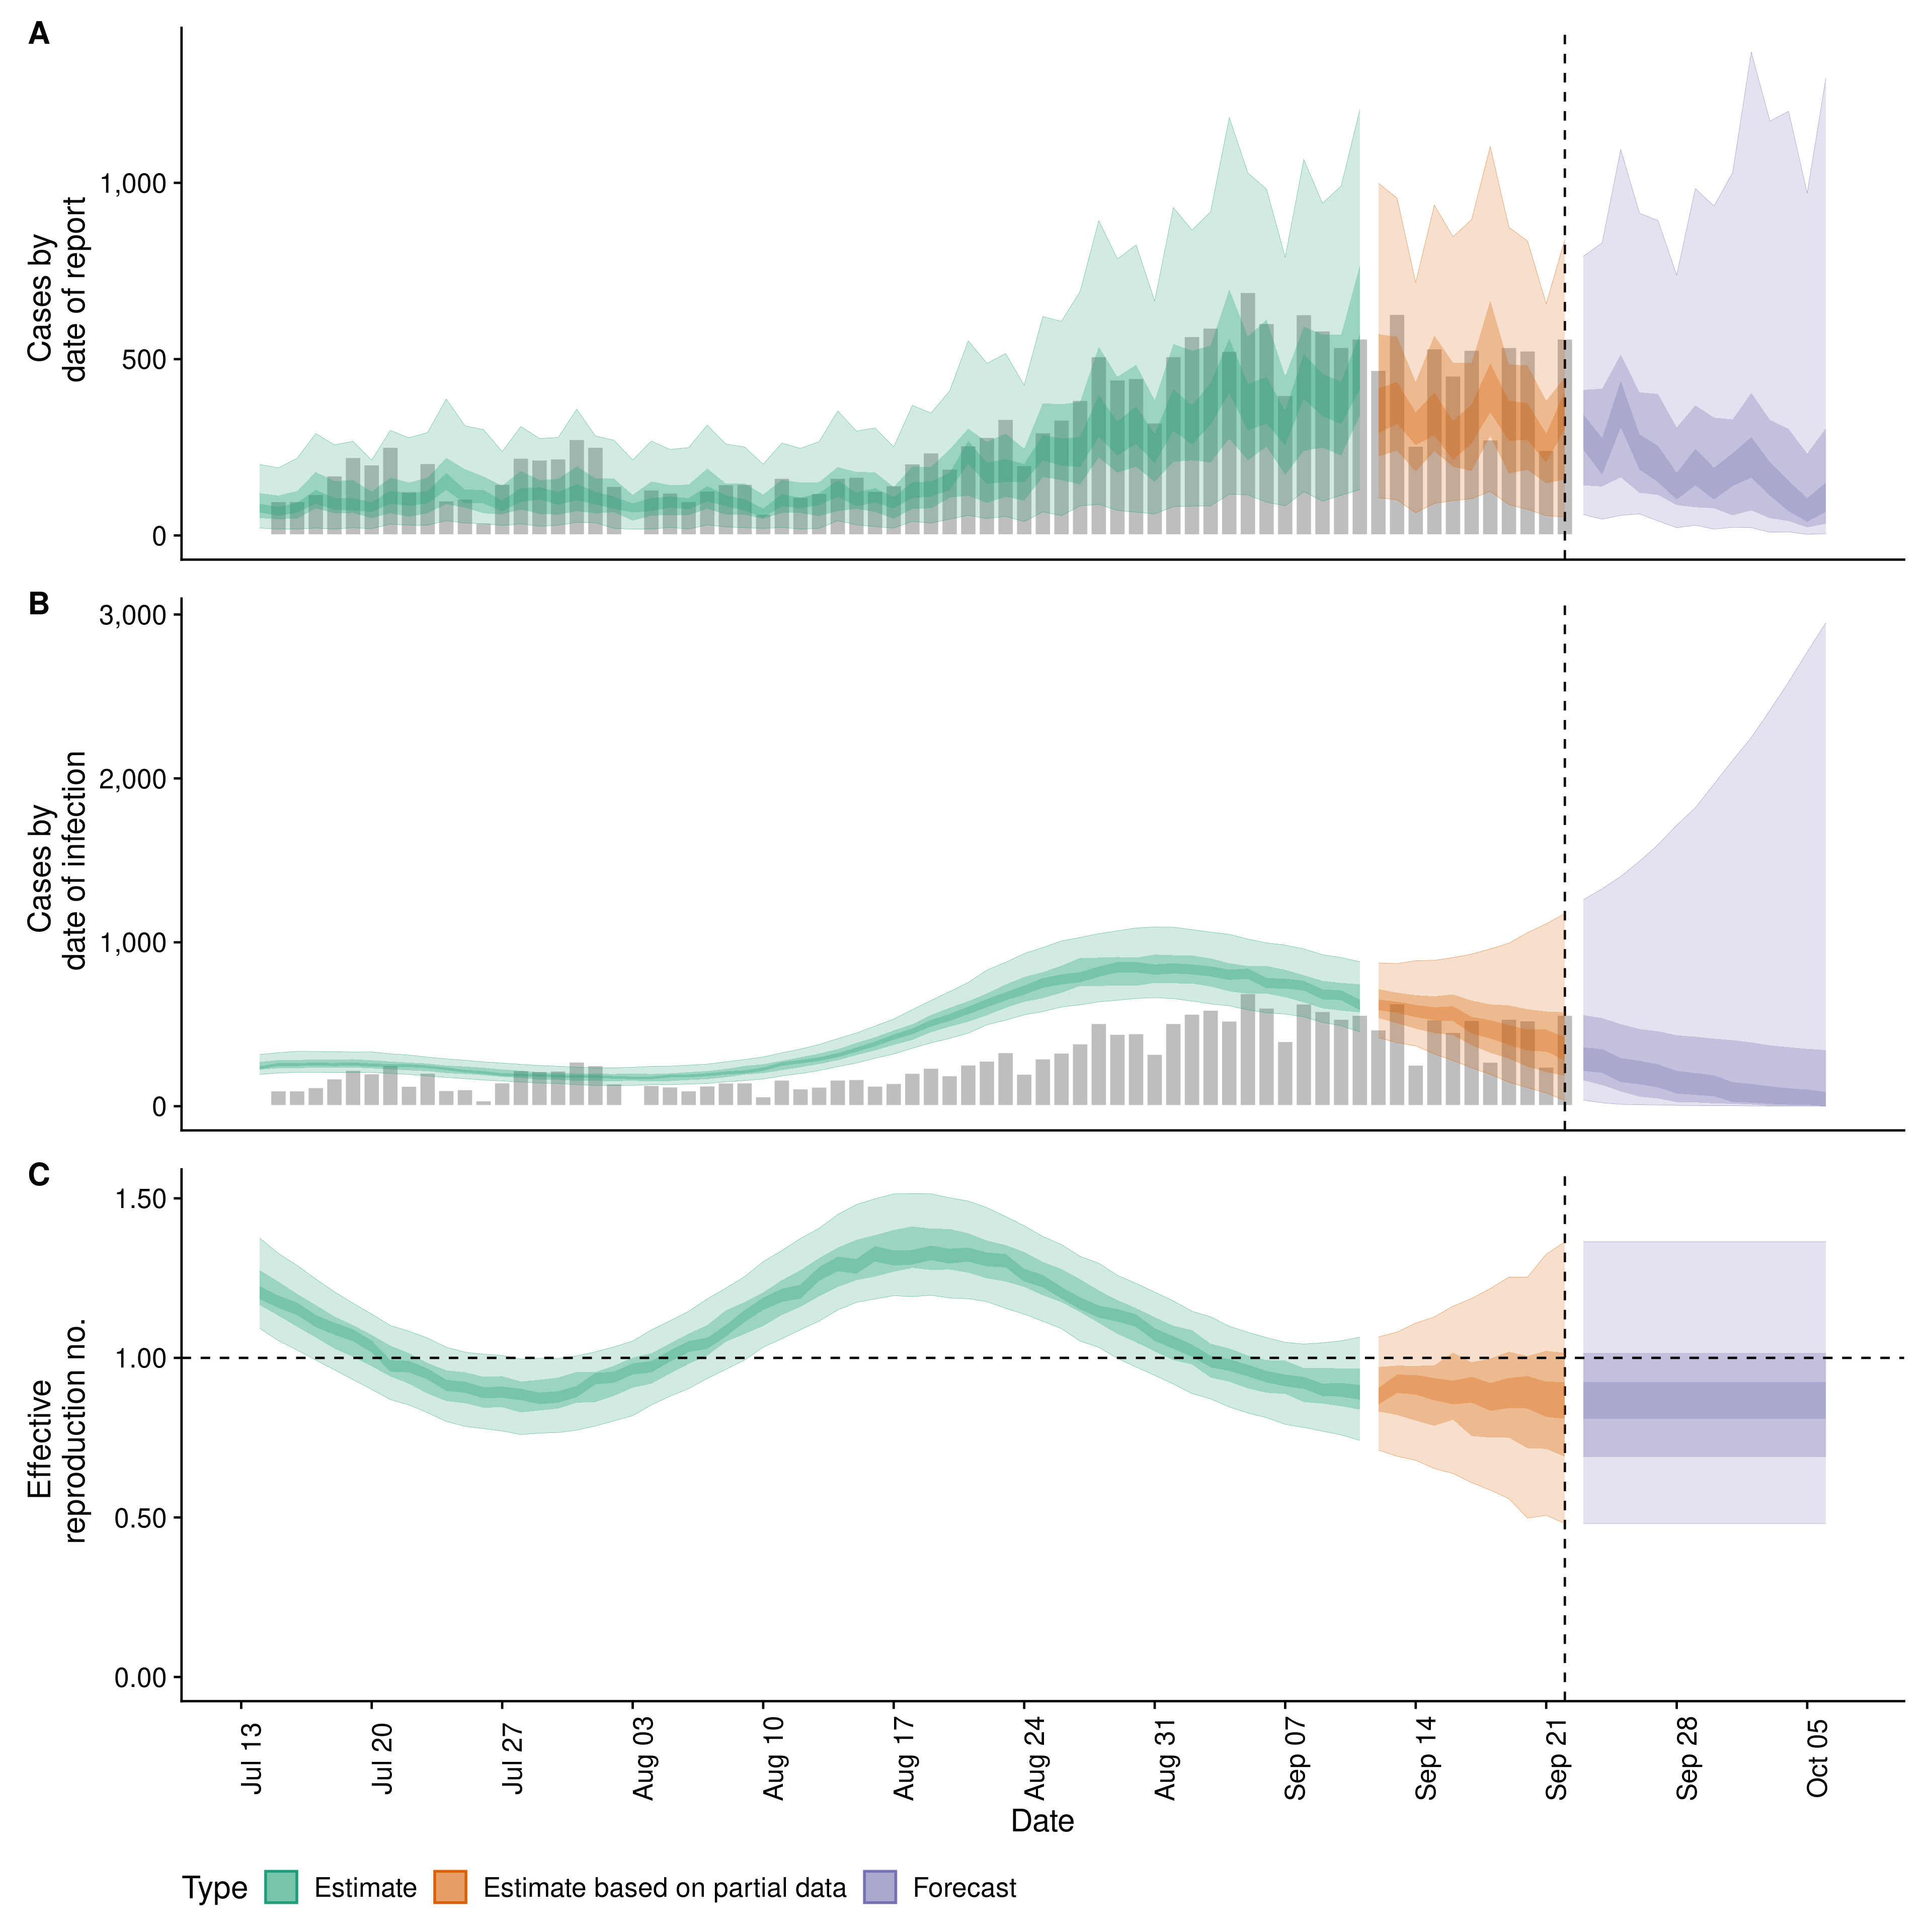 A
Cases by
date of report
1,000
500
0
B
Cases by
date of infection
3,000
2,000
1,000
0
C
Effective
reproduction no.
1.50
1.00
0.50
0.00
Jul 13
Jul 20
Jul 27
Aug 03
Aug 10
Aug 17
Aug 24
Aug 31
Sep 07
Sep 14
Sep 21
Sep 28
Oct 05
Date
Type Estimate Estimate based on partial data Forecast